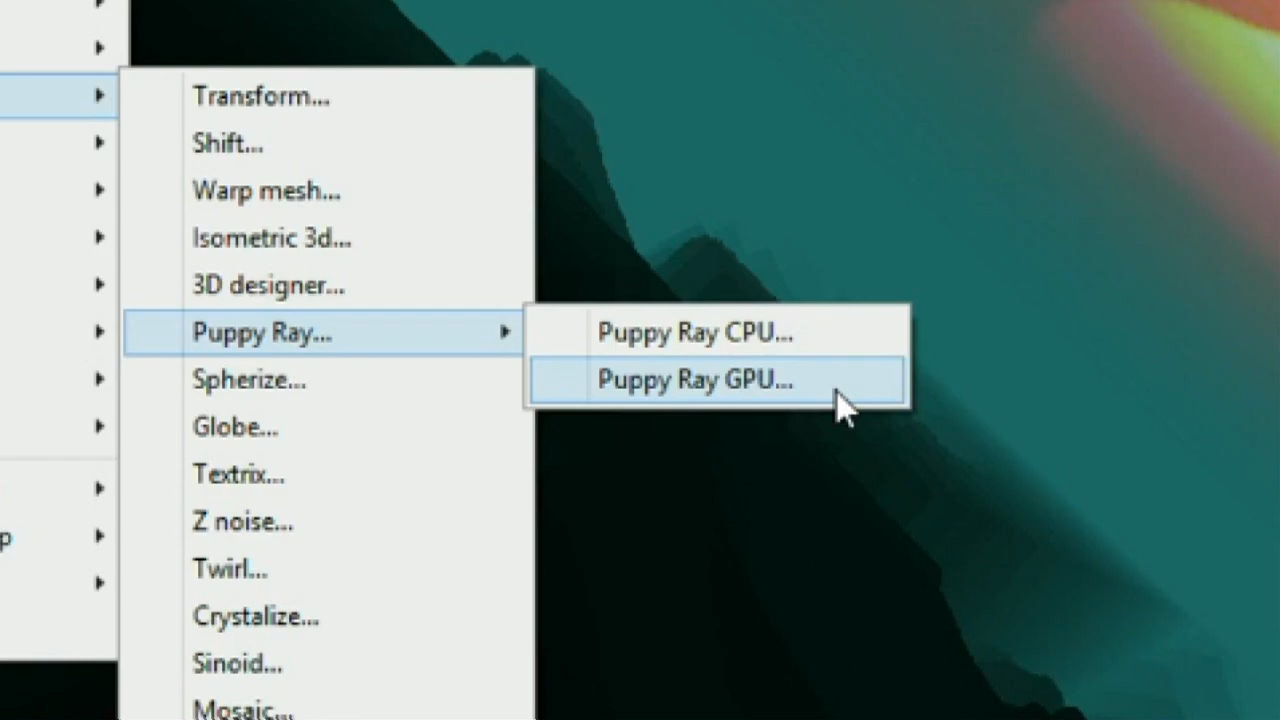 Transform...
Shift...
Warp mesh...
Isometric 3d...
3D designer...
Puppy Ray...
Puppy Ray CPU...
Puppy Ray GPU...
Spherize...
Globe...
Textrix...
Z noise...
Twirl...
p
Crystalize...
Sinoid...
Mosaic...